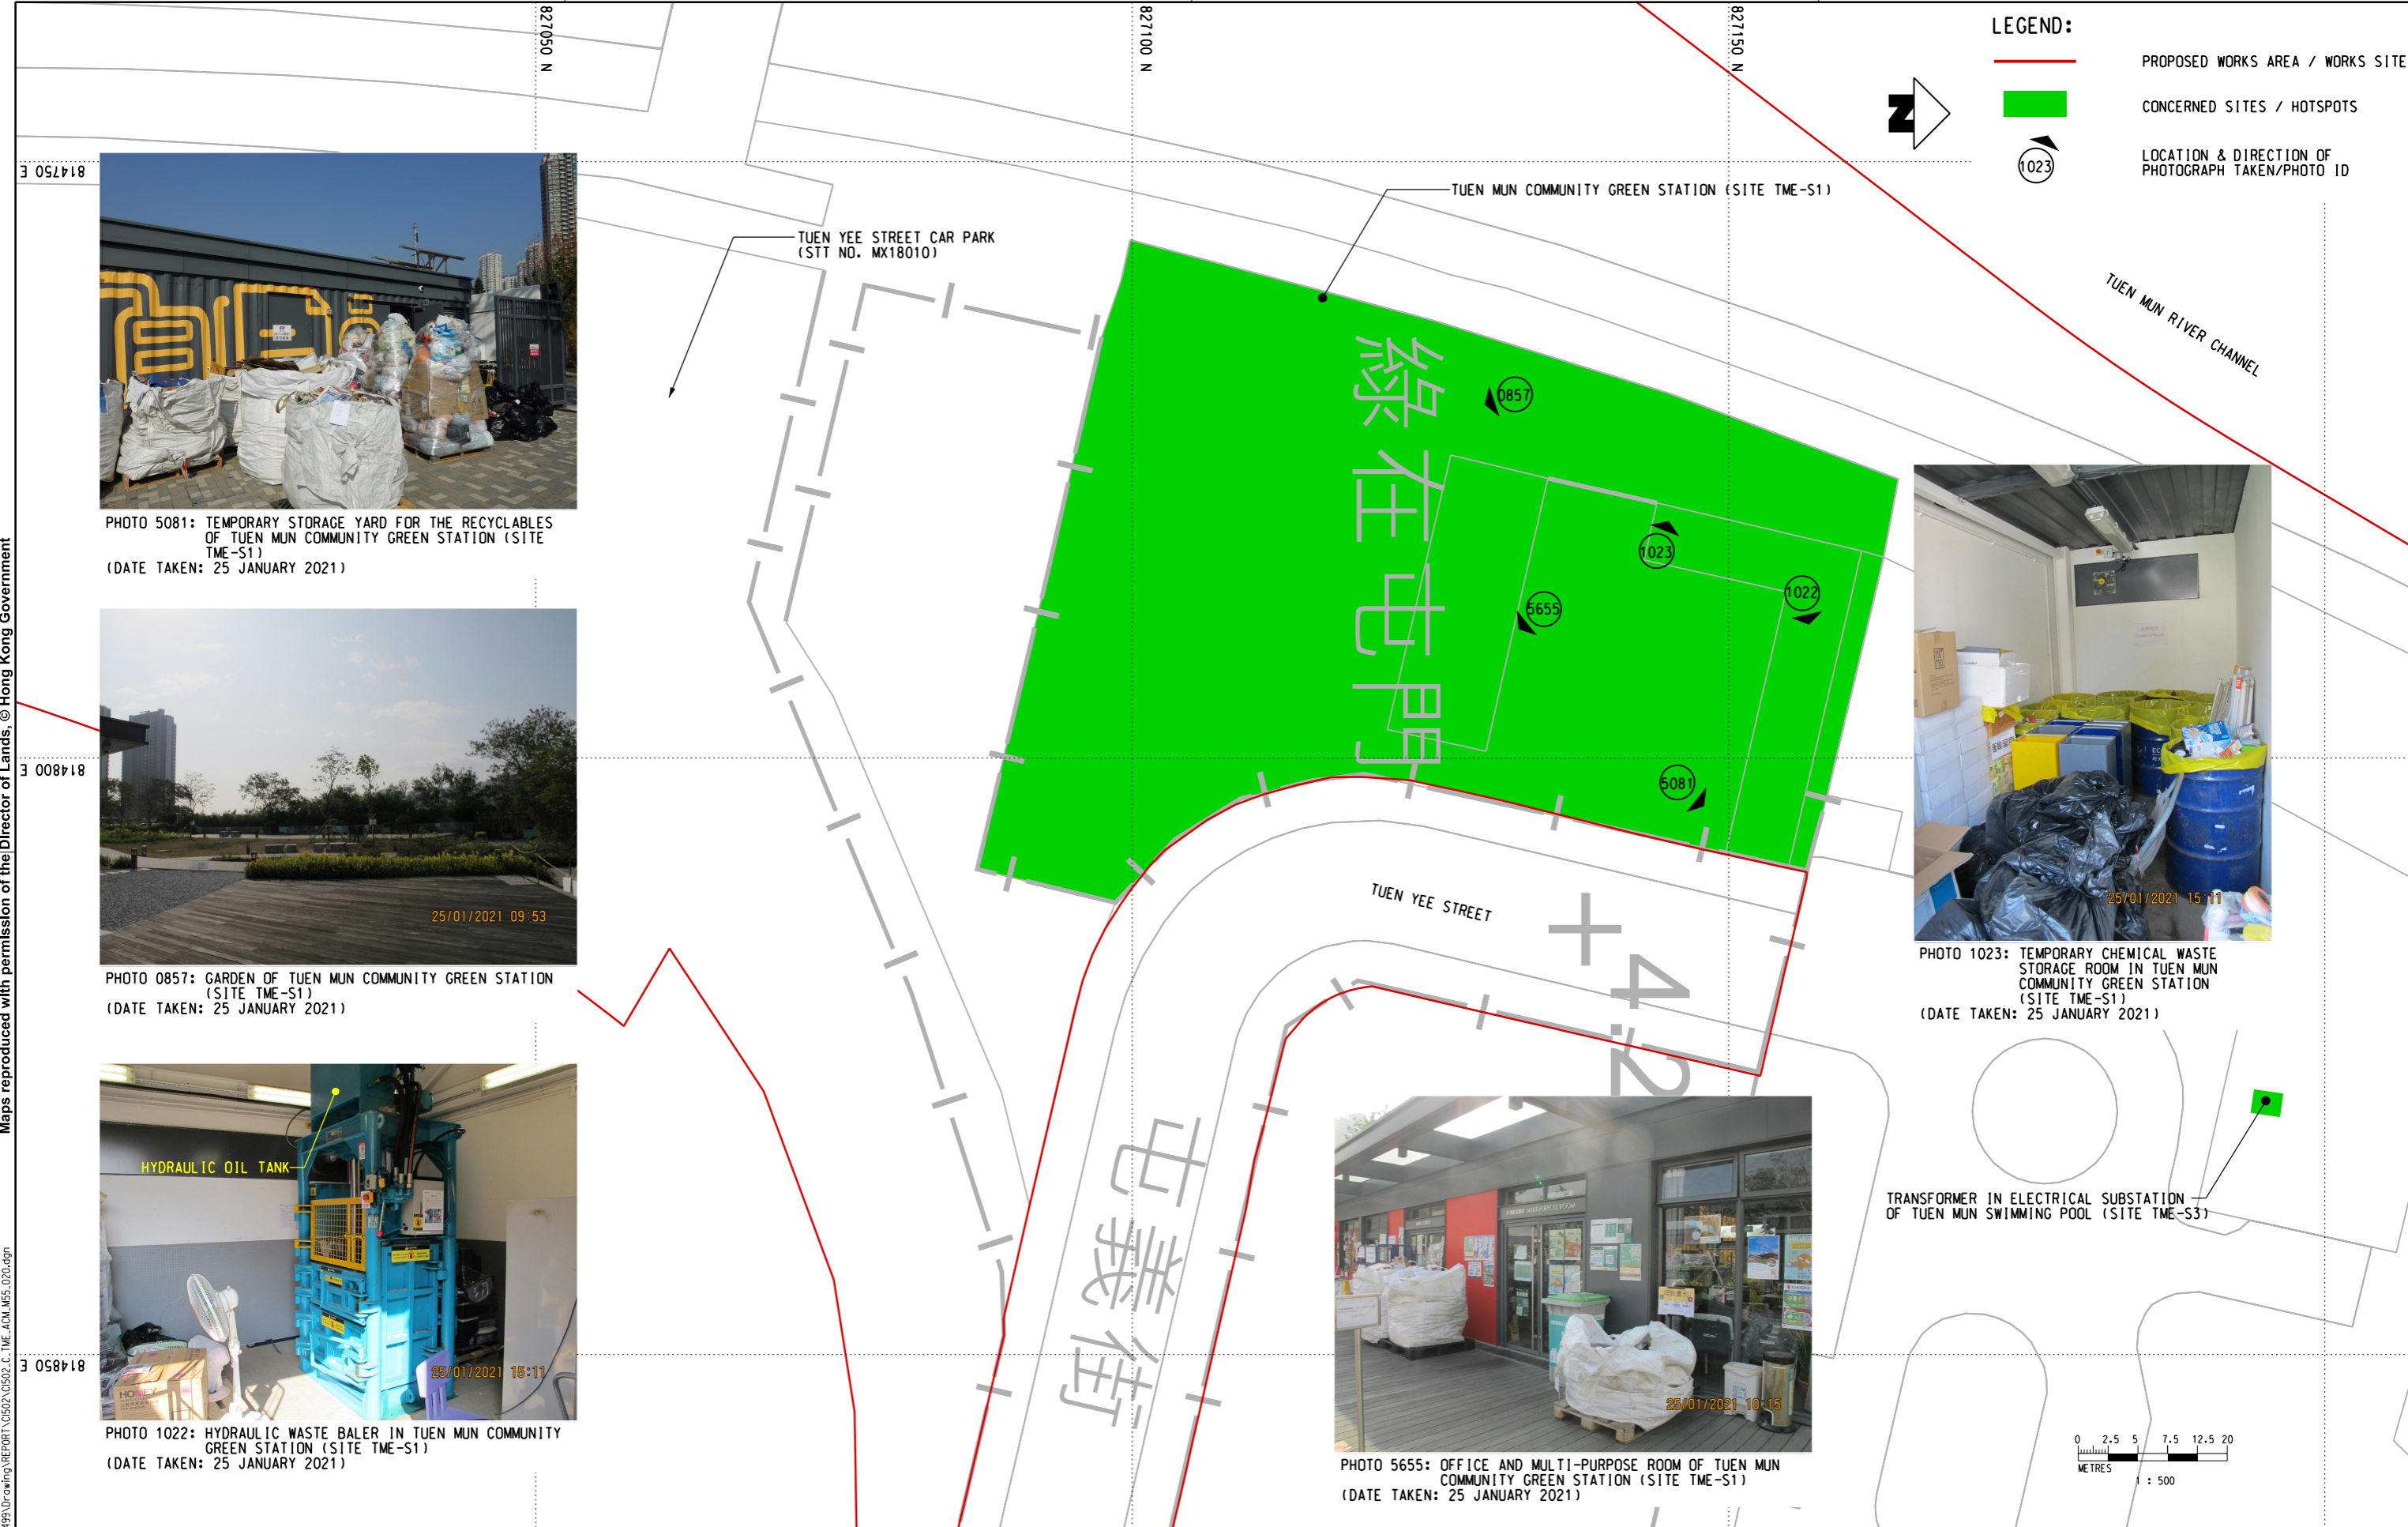 827050 N
827100 N
827150 N
LEGEND:
PROPOSED WORKS AREA / WORKS SITE
CONCERNED SITES / HOTSPOTS
1023
LOCATION & DIRECTION OF
PHOTOGRAPH TAKEN/PHOTO ID
N
814750 E
TUEN MUN COMMUNITY GREEN STATION (SITE TME-S1)
TUEN YEE STREET CAR PARK
(STT NO. MX18010)
TUEN MUN RIVER CHANNEL
綠在屯門
0857
1023
1022
5655
5081
PHOTO 5081: TEMPORARY STORAGE YARD FOR THE RECYCLABLES
OF TUEN MUN COMMUNITY GREEN STATION (SITE
TME-S1)
(DATE TAKEN: 25 JANUARY 2021)
Maps reproduced with permission of the Director of Lands, © Hong Kong Government
814800 E
25/01/2021 09:53
PHOTO 0857: GARDEN OF TUEN MUN COMMUNITY GREEN STATION
(SITE TME-S1)
(DATE TAKEN: 25 JANUARY 2021)
TUEN YEE STREET
+ 4.2
25/01/2021 15:11
PHOTO 1023: TEMPORARY CHEMICAL WASTE
STORAGE ROOM IN TUEN MUN
COMMUNITY GREEN STATION
(SITE TME-S1)
(DATE TAKEN: 25 JANUARY 2021)
屯義街
HYDRAULIC OIL TANK
25/01/2021 15:11
814850 E
PHOTO 1022: HYDRAULIC WASTE BALER IN TUEN MUN COMMUNITY
GREEN STATION (SITE TME-S1)
(DATE TAKEN: 25 JANUARY 2021)
TRANSFORMER IN ELECTRICAL SUBSTATION
OF TUEN MUN SWIMMING POOL (SITE TME-S3)
MULTI-PURPOSE ROOM
25/01/2021 10:15
PHOTO 5655: OFFICE AND MULTI-PURPOSE ROOM OF TUEN MUN
COMMUNITY GREEN STATION (SITE TME-S1)
(DATE TAKEN: 25 JANUARY 2021)
0 2.5 5 7.5 12.5 20
METRES
1 : 500
499\Drawing\REPORT\CI502\CI502_C_TME_ACM_M55_020.dgn